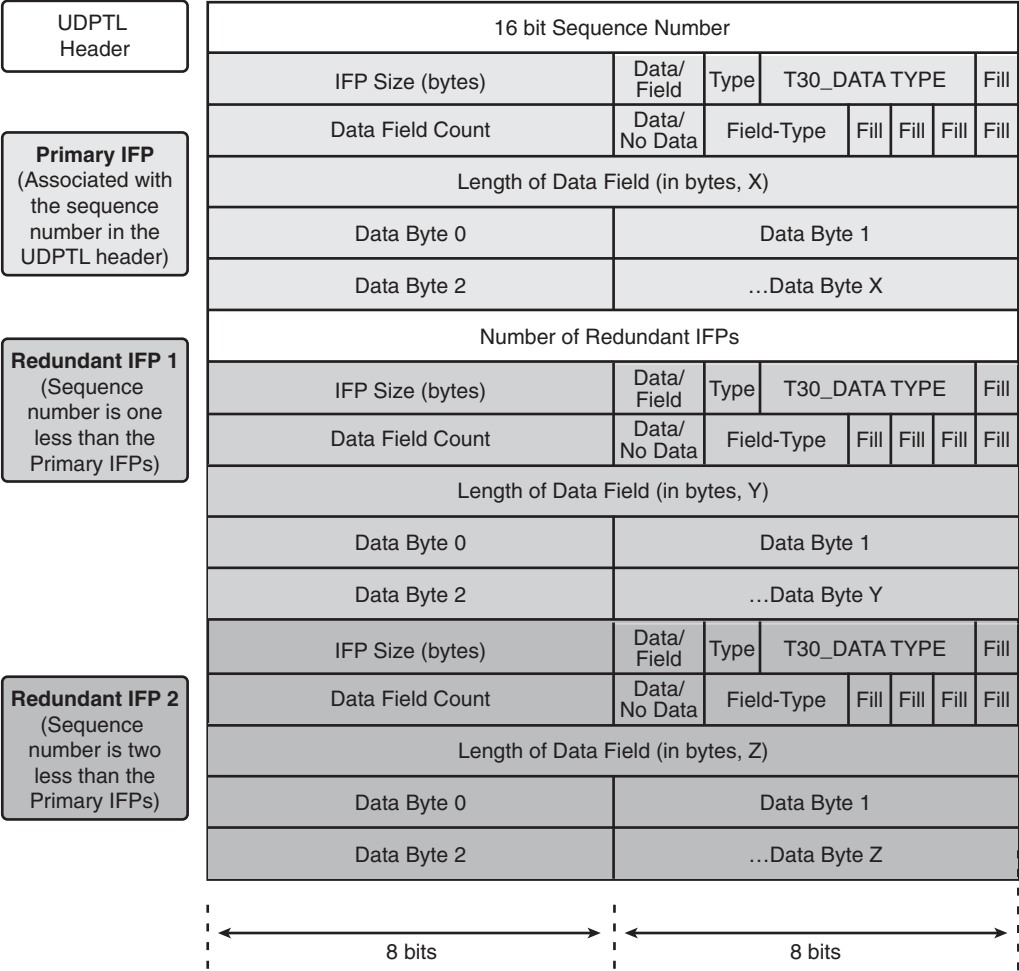 UDPTL
Header
16 bit Sequence Number
IFP Size (bytes)
Data/
Field
Type
T30_DATA TYPE
Fill
Data Field Count
Data/
No Data
Field-Type
Fill
Fill
Fill
Fill
Primary IFP
(Associated with
the sequence
number in the
UDPTL header)
Length of Data Field (in bytes, X)
Data Byte 0
Data Byte 1
Data Byte 2
...Data Byte X
Number of Redundant IFPs
Redundant IFP 1
(Sequence
number is one
less than the
Primary IFPs)
IFP Size (bytes)
Data/
Field
Type
T30_DATA TYPE
Fill
Data Field Count
Data/
No Data
Field-Type
Fill
Fill
Fill
Fill
Length of Data Field (in bytes, Y)
Data Byte 0
Data Byte 1
Data Byte 2
...Data Byte Y
IFP Size (bytes)
Data/
Field
Type
T30_DATA TYPE
Fill
Redundant IFP 2
(Sequence
number is two
less than the
Primary IFPs)
Data Field Count
Data/
No Data
Field-Type
Fill
Fill
Fill
Fill
Length of Data Field (in bytes, Z)
Data Byte 0
Data Byte 1
Data Byte 2
...Data Byte Z
8 bits
8 bits